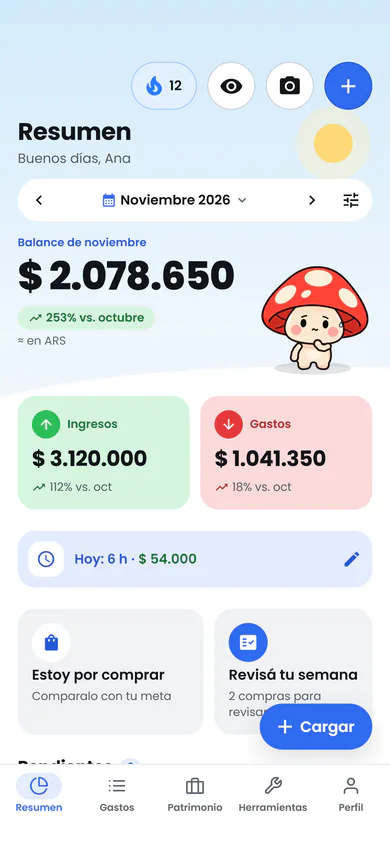 12
Resumen
Buenos días, Ana
Noviembre 2026
Balance de noviembre
$ 2.078.650
253% vs. octubre
≈ en ARS
Ingresos
$ 3.120.000
112% vs. oct
Gastos
$ 1.041.350
18% vs. oct
Hoy: 6 h · $ 54.000
Estoy por comprar
Comparalo con tu meta
Revisá tu semana
2 compras para
revisar
Cargar
Pendientes
Resumen
Gastos
Patrimonio
Herramientas
Perfil